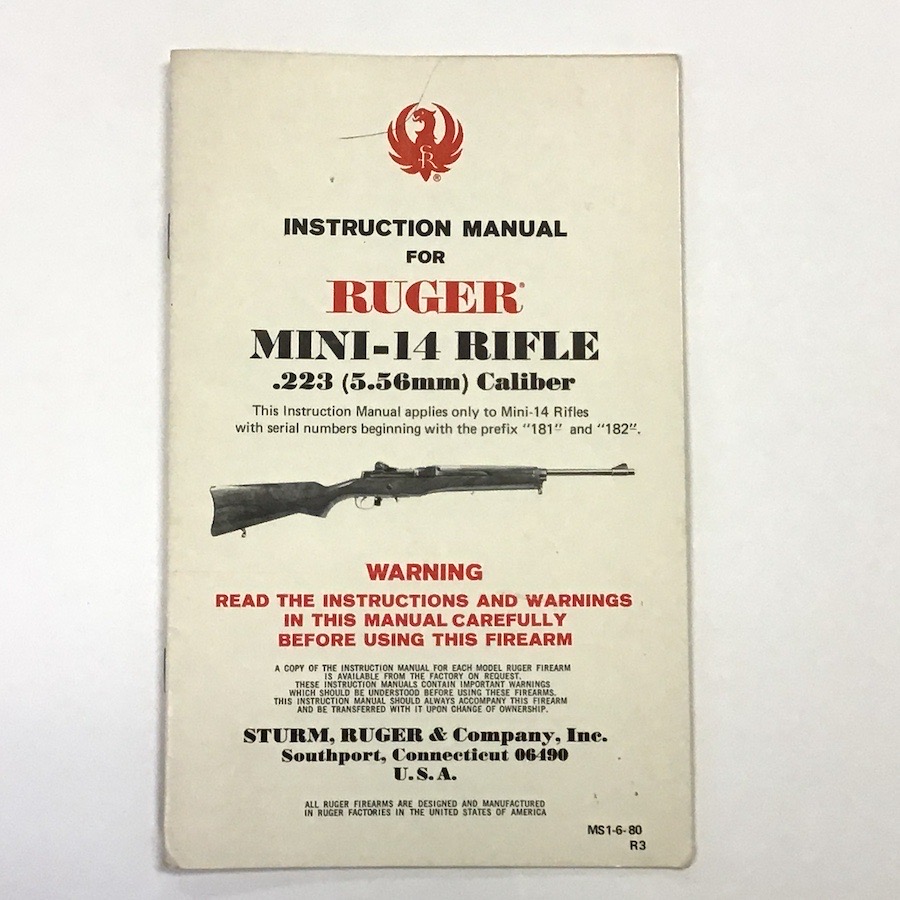 SR®
INSTRUCTION MANUAL
FOR
RUGER®
MINI-14 RIFLE
.223 (5.56mm) Caliber
This Instruction Manual applies only to Mini-14 Rifles
with serial numbers beginning with the prefix "181" and "182".
WARNING
READ THE INSTRUCTIONS AND WARNINGS
IN THIS MANUAL CAREFULLY
BEFORE USING THIS FIREARM
A COPY OF THE INSTRUCTION MANUAL FOR EACH MODEL RUGER FIREARM
IS AVAILABLE FROM THE FACTORY ON REQUEST.
THESE INSTRUCTION MANUALS CONTAIN IMPORTANT WARNINGS
WHICH SHOULD BE UNDERSTOOD BEFORE USING THESE FIREARMS.
THIS INSTRUCTION MANUAL SHOULD ALWAYS ACCOMPANY THIS FIREARM
AND BE TRANSFERRED WITH IT UPON CHANGE OF OWNERSHIP.
STURM, RUGER & Company, Inc.
Southport, Connecticut 06490
U.S.A.
ALL RUGER FIREARMS ARE DESIGNED AND MANUFACTURED
IN RUGER FACTORIES IN THE UNITED STATES OF AMERICA
MS1-6-80
R3